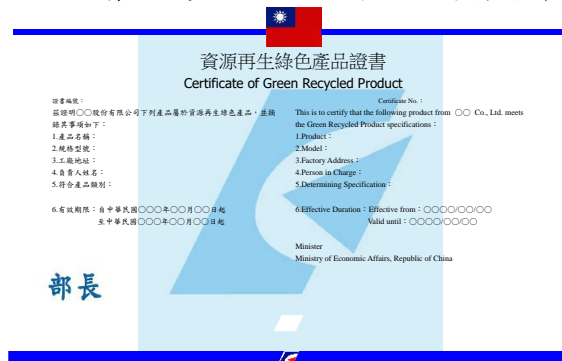 資源再生綠色產品證書
Certificate of Green Recycled Product
證書編號：
Certificate No.：
茲證明○○股份有限公司下列產品屬於資源再生綠色產品，並摘
錄其事項如下：
1.產品名稱：
2.規格型號：
3.工廠地址：
4.負責人姓名：
5.符合產品類別：
6.有效期限：自中華民國○○○年○○月○○日起
至中華民國○○○年○○月○○日起
This is to certify that the following product from ○○ Co., Ltd. meets
the Green Recycled Product specifications：
1.Product：
2.Model：
3.Factory Address：
4.Person in Charge：
5.Determining Specification：
6.Effective Duration：Effective from：○○○○/○○/○○
Valid until：○○○○/○○/○○
Minister
Ministry of Economic Affairs, Republic of China
部長